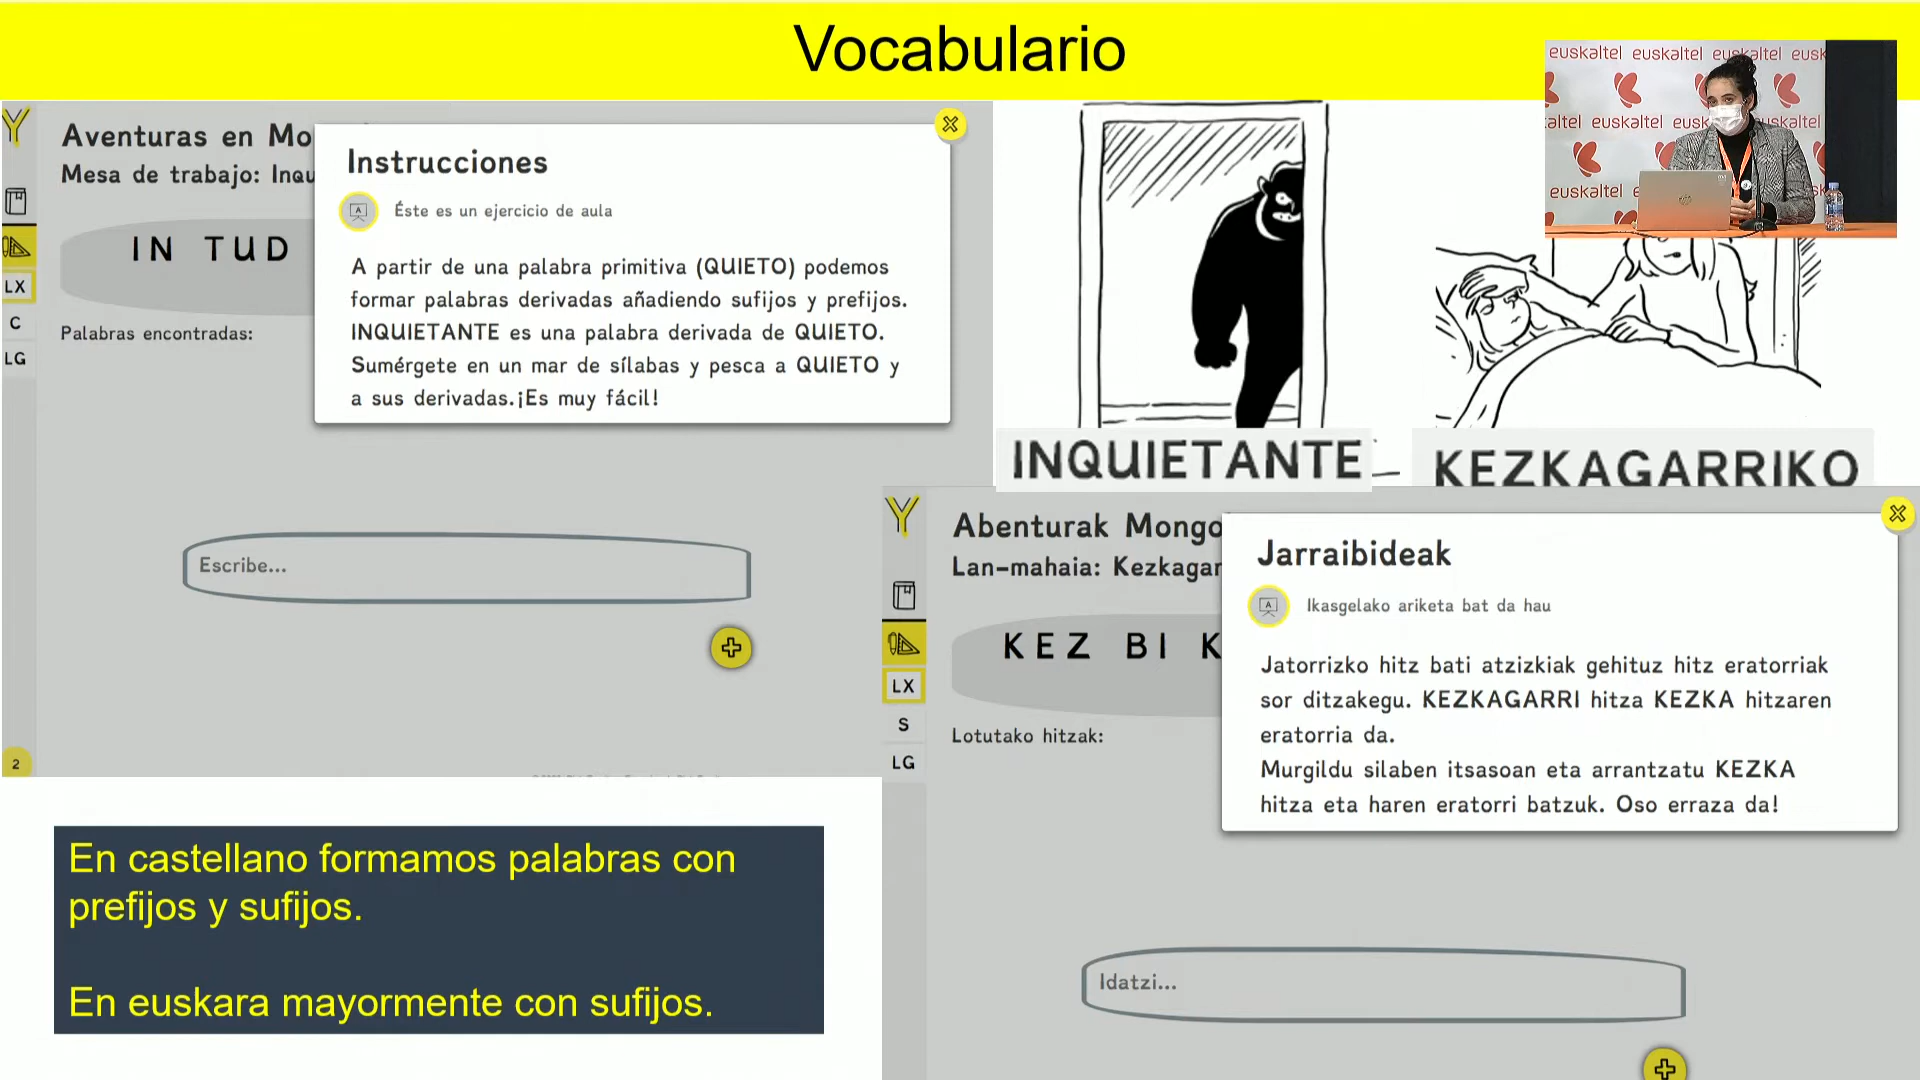 Vocabulario
Aventuras en Mo
Mesa de trabajo: Inqu
IN TUD
Palabras encontradas:
LX
C
LG
2
Escribe...
Instrucciones
Éste es un ejercicio de aula
A partir de una palabra primitiva (QUIETO) podemos
formar palabras derivadas añadiendo sufijos y prefijos.
INQUIETANTE es una palabra derivada de QUIETO.
Sumérgete en un mar de sílabas y pesca a QUIETO y
a sus derivadas.¡Es muy fácil!
INQUIETANTE
KEZKAGARRIKO
euskaltel euskaltel euskaltel eusk
altel euskaltel eusk skaltel
euskaltel
Abenturak Mongo
Lan-mahaia: Kezkagar
KEZ BI K
Lotutako hitzak:
LX
S
LG
Idatzi...
Jarraibideak
Ikasgelako ariketa bat da hau
Jatorrizko hitz bati atzizkiak gehituz hitz eratorriak
sor ditzakegu. KEZKAGARRI hitza KEZKA hitzaren
eratorria da.
Murgildu silaben itsasoan eta arrantzatu KEZKA
hitza eta haren eratorri batzuk. Oso erraza da!
En castellano formamos palabras con
prefijos y sufijos.
En euskara mayormente con sufijos.